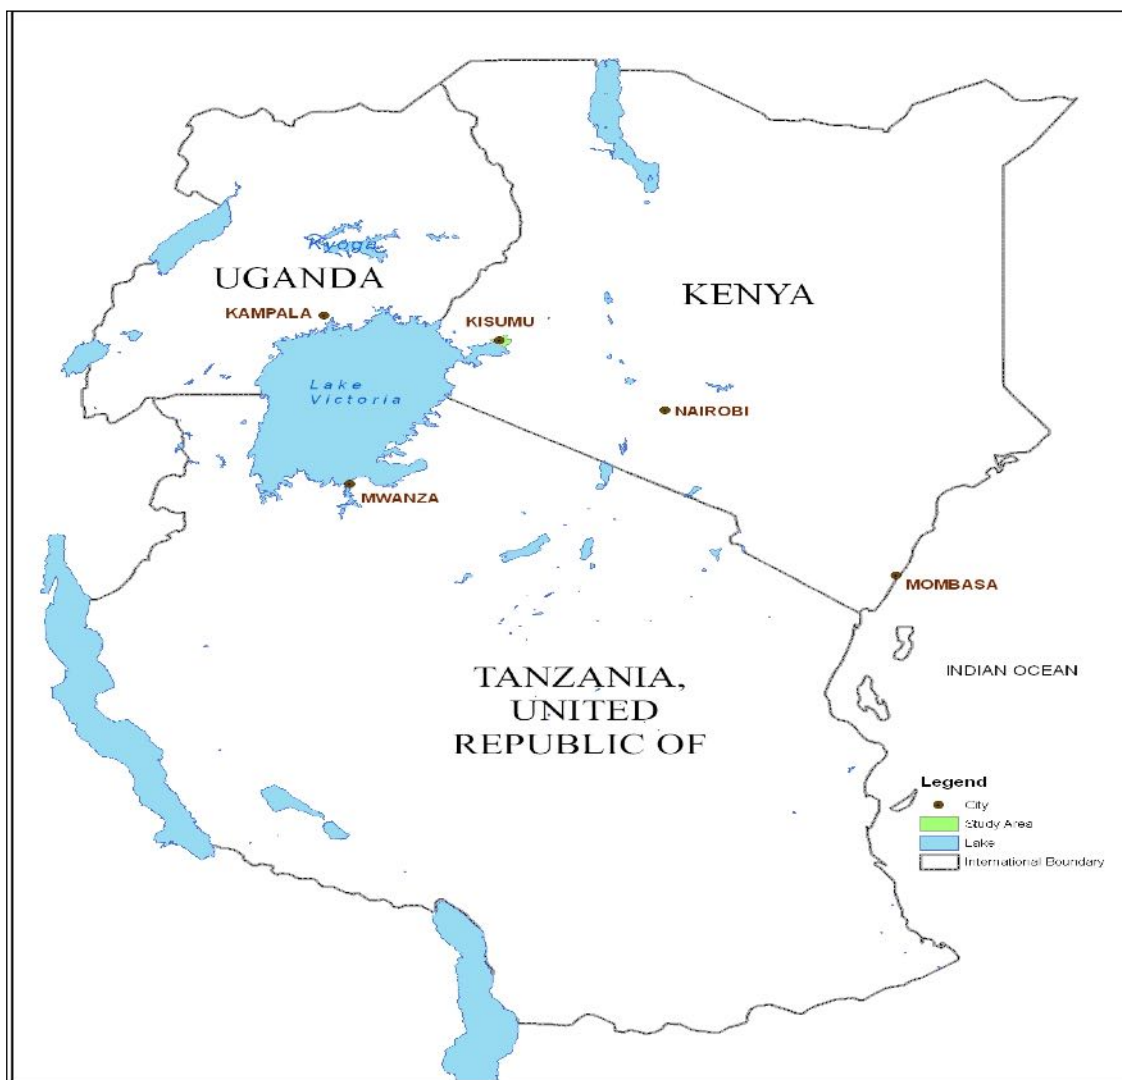 Kyoga
UGANDA
KENYA
KAMPALA
KISUMU
Lake
Victoria
NAIROBI
MWANZA
MOMBASA
TANZANIA,
UNITED
REPUBLIC OF
INDIAN OCEAN
Legend
City
Study Area
Lake
International Boundary